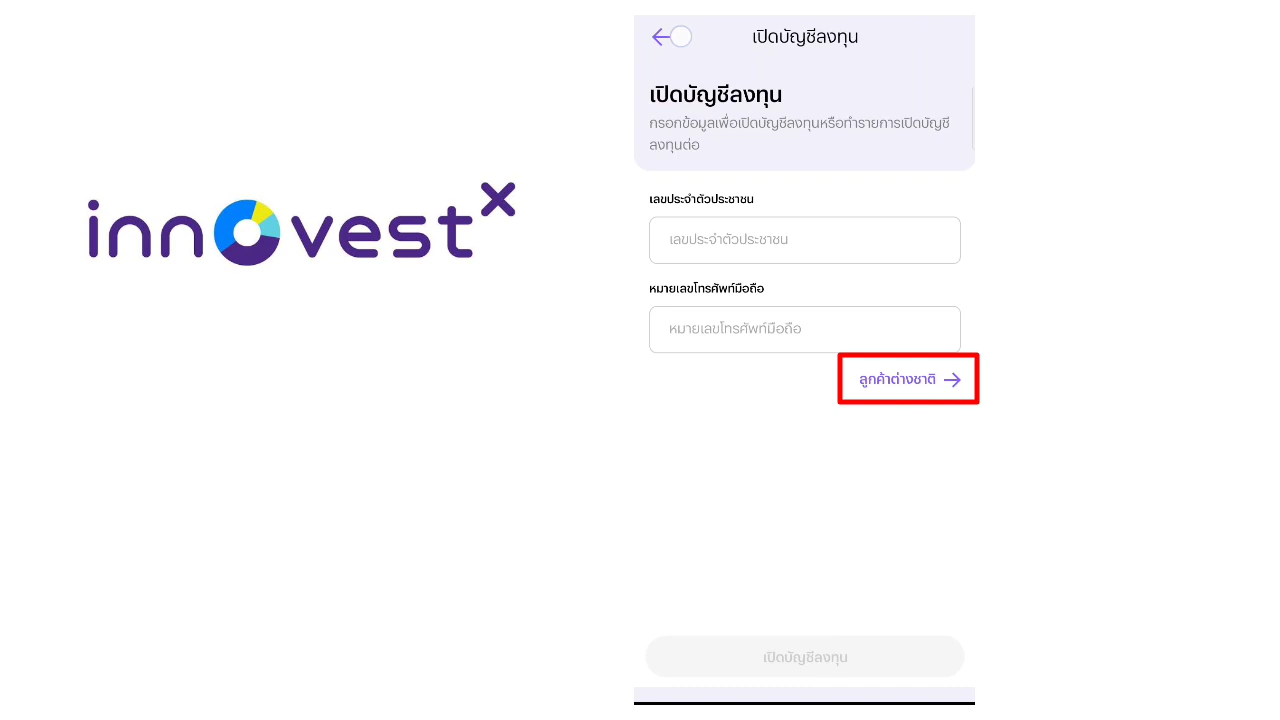 innovestx
เปิดบัญชีลงทุน
เปิดบัญชีลงทุน
กรอกข้อมูลเพื่อเปิดบัญชีลงทุนหรือทำรายการเปิดบัญชี
ลงทุนต่อ
เลขประจำตัวประชาชน
เลขประจำตัวประชาชน
หมายเลขโทรศัพท์มือถือ
หมายเลขโทรศัพท์มือถือ
ลูกค้าต่างชาติ
เปิดบัญชีลงทุน